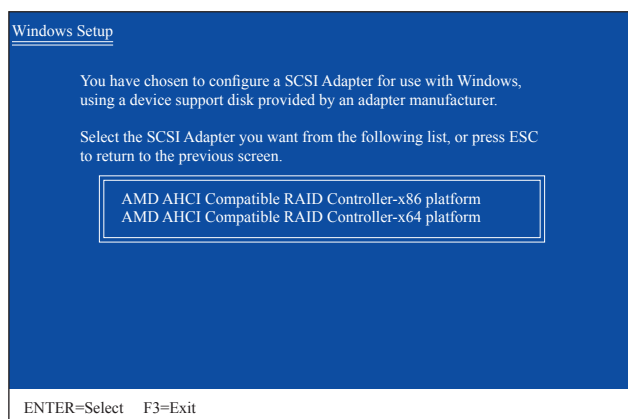 Windows Setup
You have chosen to configure a SCSI Adapter for use with Windows,
using a device support disk provided by an adapter manufacturer.
Select the SCSI Adapter you want from the following list, or press ESC
to return to the previous screen.
AMD AHCI Compatible RAID Controller-x86 platform
AMD AHCI Compatible RAID Controller-x64 platform
ENTER=Select F3=Exit